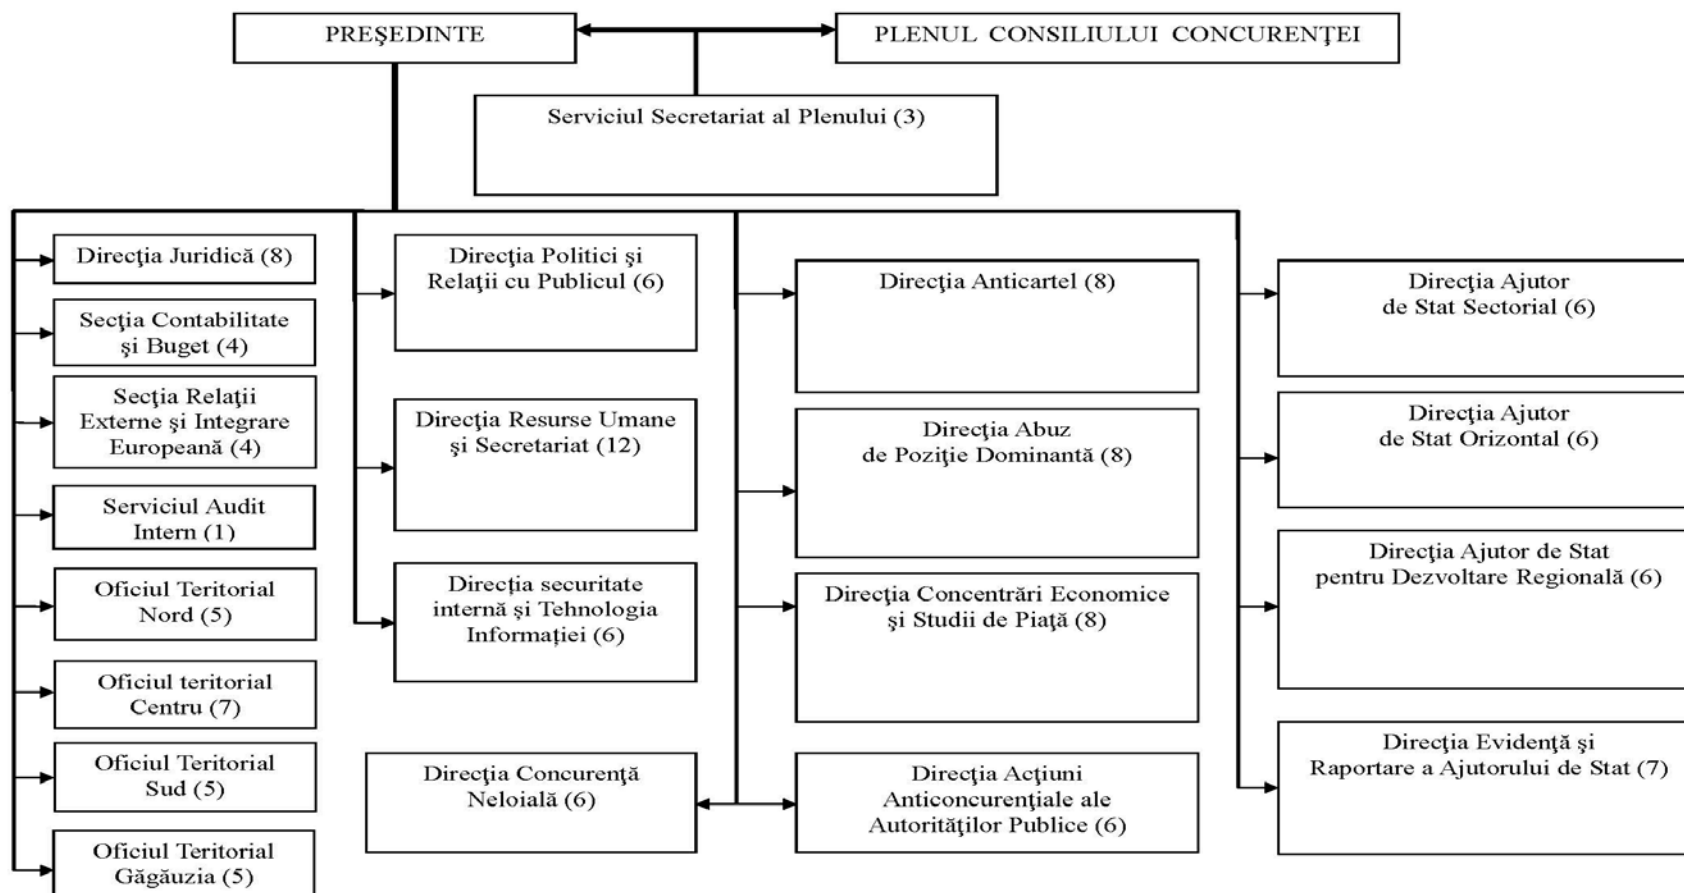 PREŞEDINTE
PLENUL CONSILIULUI CONCURENŢEI
Serviciul Secretariat al Plenului (3)
Direcţia Juridică (8)
Secţia Contabilitate
şi Buget (4)
Secţia Relaţii
Externe şi Integrare
Europeană (4)
Serviciul Audit
Intern (1)
Oficiul Teritorial
Nord (5)
Oficiul teritorial
Centru (7)
Oficiul Teritorial
Sud (5)
Oficiul Teritorial
Găgăuzia (5)
Direcţia Politici şi
Relaţii cu Publicul (6)
Direcţia Resurse Umane
şi Secretariat (12)
Direcția securitate
internă și Tehnologia
Informației (6)
Direcţia Concurenţă
Neloială (6)
Direcţia Anticartel (8)
Direcţia Abuz
de Poziţie Dominantă (8)
Direcţia Concentrări Economice
şi Studii de Piaţă (8)
Direcţia Acţiuni
Anticoncurenţiale ale
Autorităţilor Publice (6)
Direcţia Ajutor
de Stat Sectorial (6)
Direcţia Ajutor
de Stat Orizontal (6)
Direcţia Ajutor de Stat
pentru Dezvoltare Regională (6)
Direcţia Evidenţă şi
Raportare a Ajutorului de Stat (7)